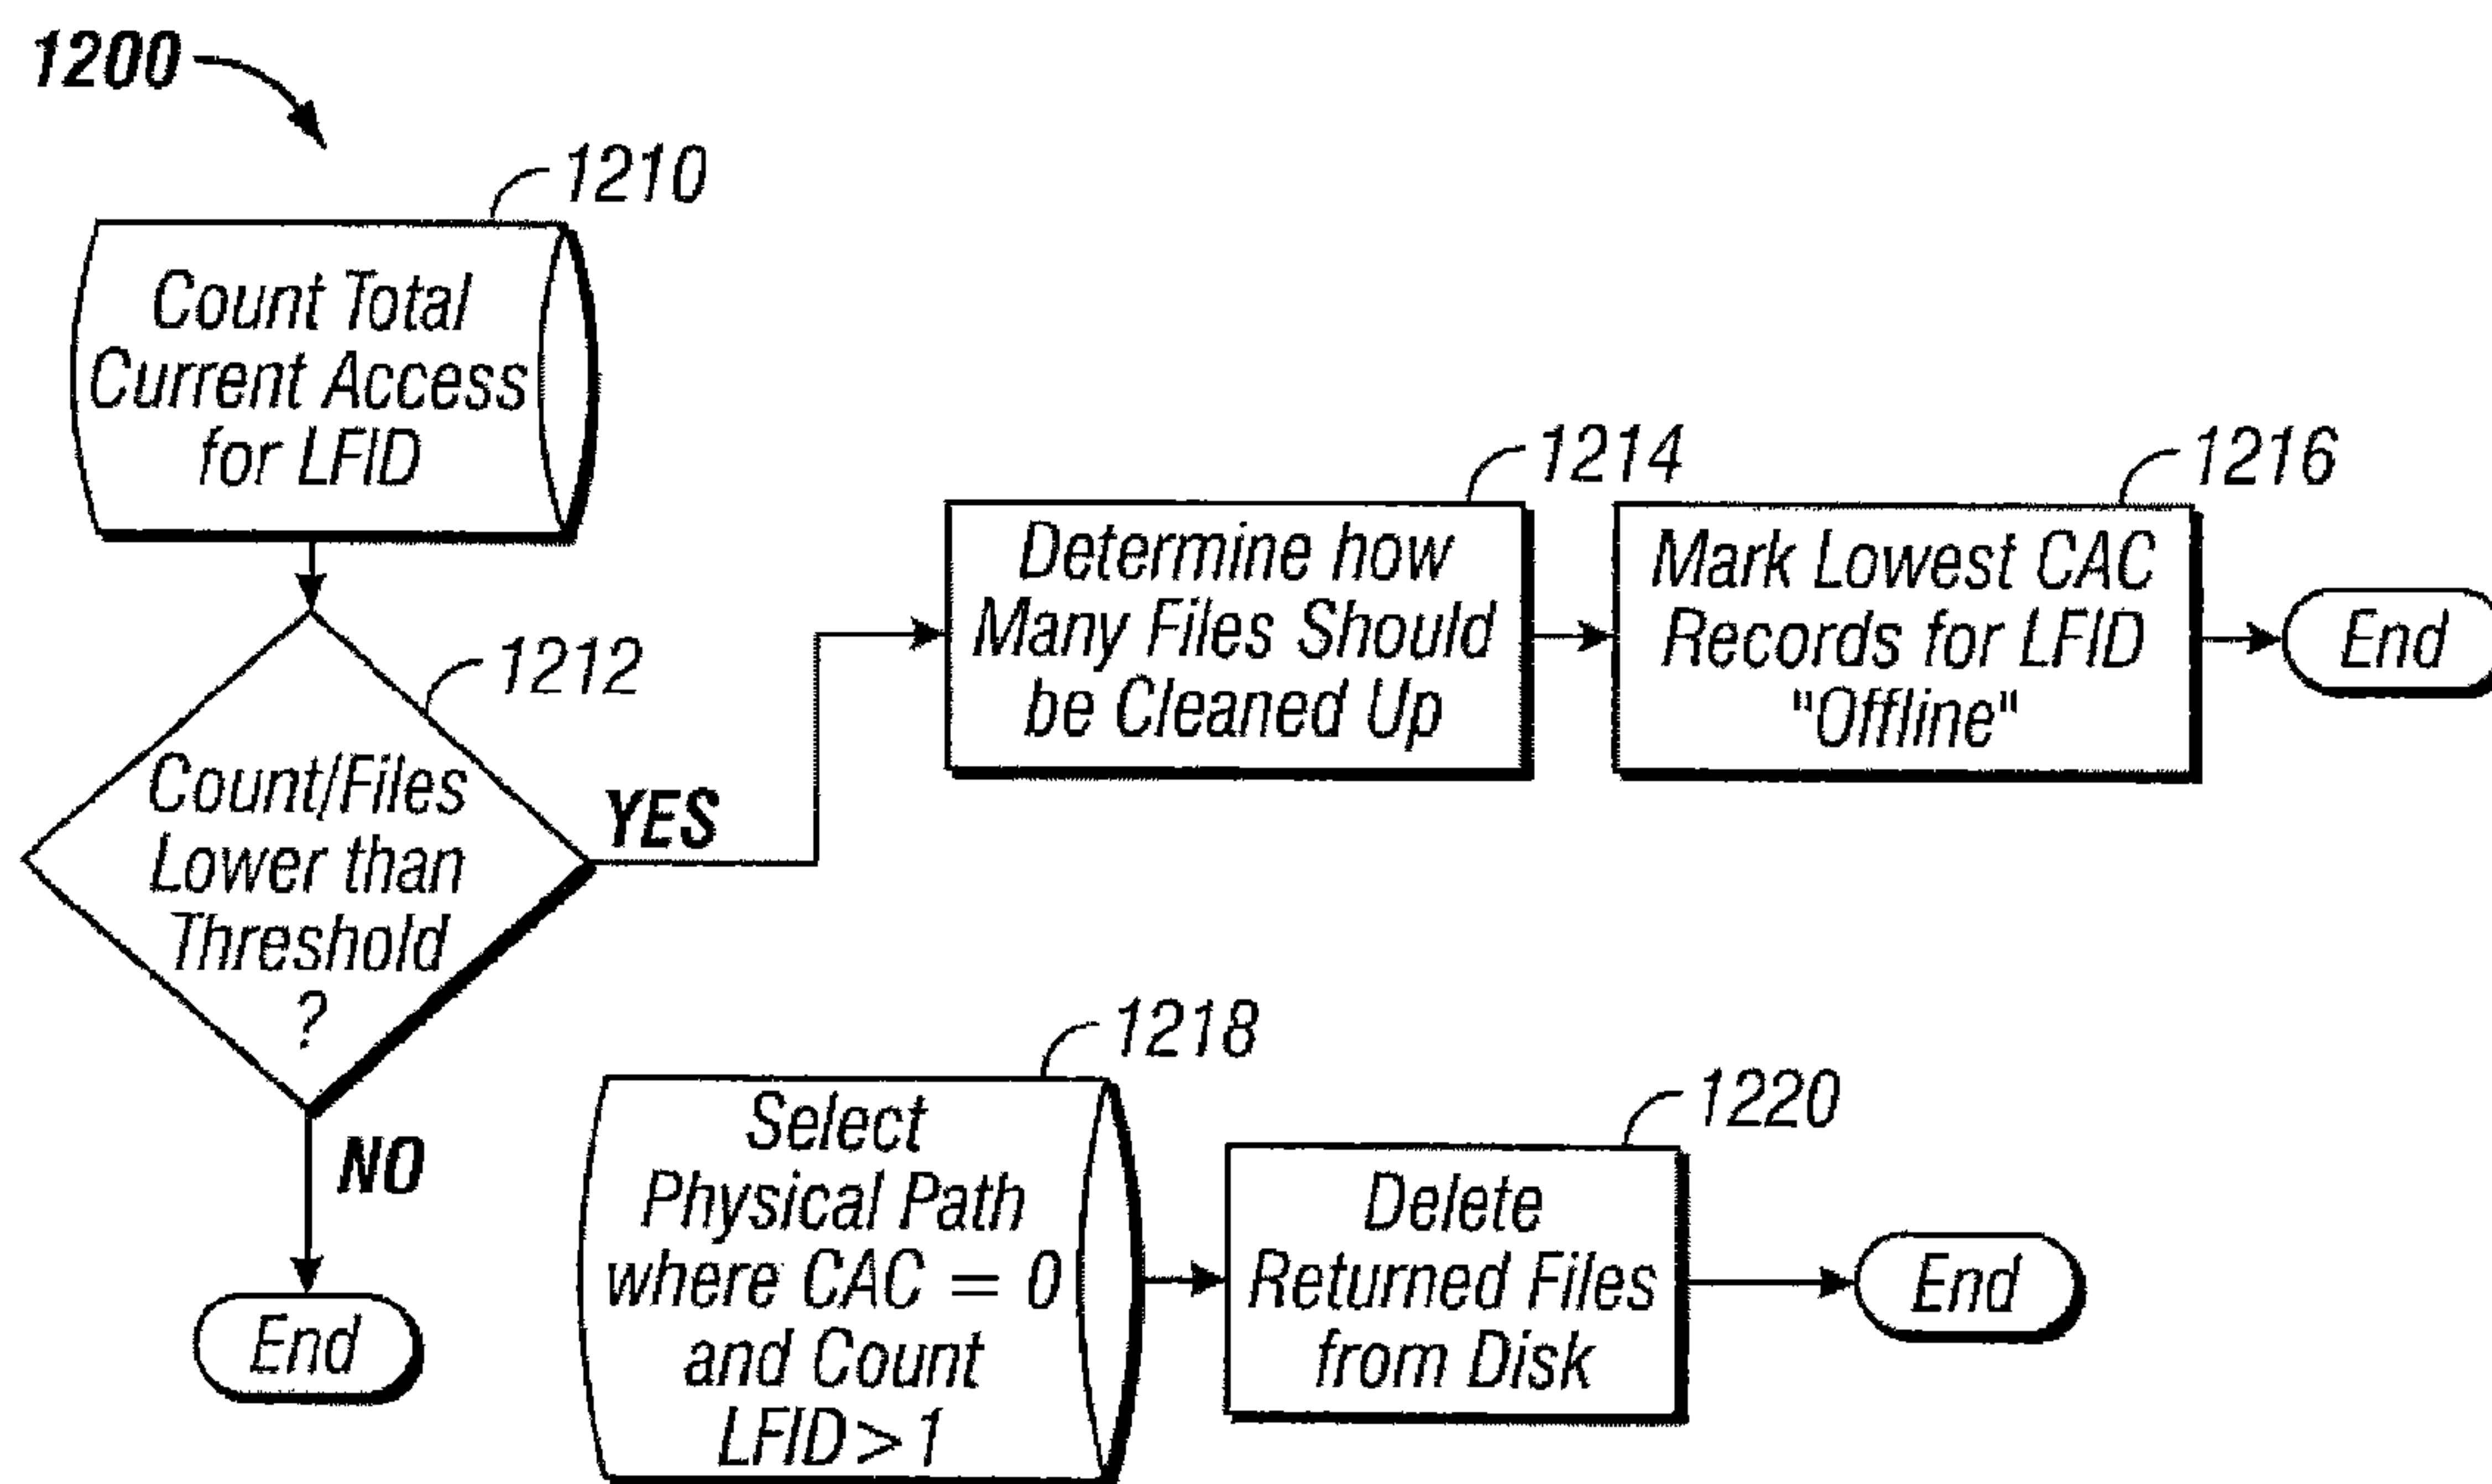 1200
1210
Count Total
Current Access
for LFID
1212
Count/Files
Lower than
Threshold
?
YES
NO
End
1214
Determine how
Many Files Should
be Cleaned Up
1216
Mark Lowest CAC
Records for LFID
"Offline"
End
1218
Select
Physical Path
where CAC = 0
and Count
LFID > 1
1220
Delete
Returned Files
from Disk
End